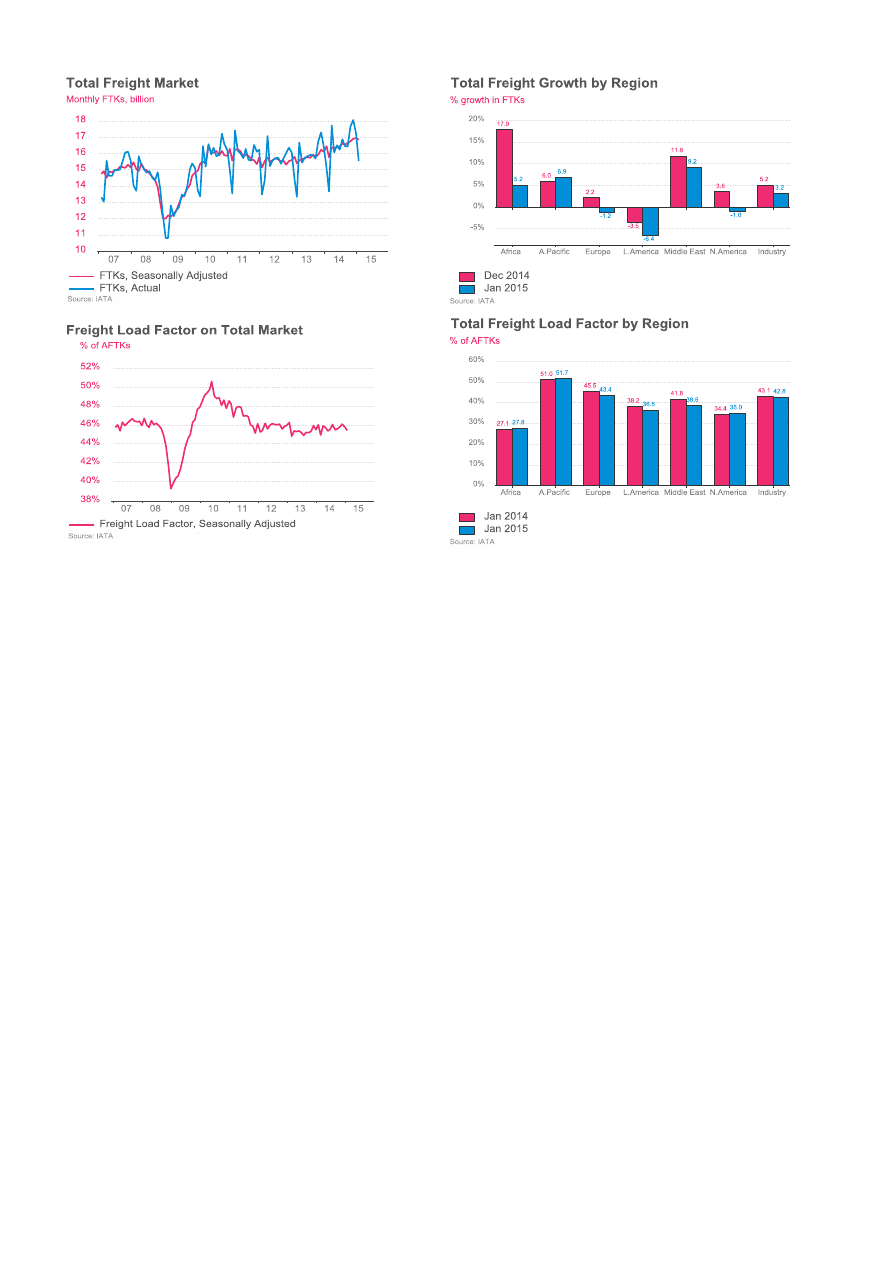 Total Freight Market
Monthly FTKs, billion
18
17
16
15
14
13
12
11
10
07 08 09 10 11 12 13 14 15
FTKs, Seasonally Adjusted
FTKs, Actual
Source: IATA
Total Freight Growth by Region
% growth in FTKs
20%
15%
10%
5%
0%
-5%
17.9 5.2 6.0 6.9 2.2 -1.2 -3.5 -6.4 11.6 9.2 3.6 -1.0 5.2 3.2
Africa A.Pacific Europe L.America Middle East N.America Industry
Dec 2014
Jan 2015
Source: IATA
Freight Load Factor on Total Market
% of AFTKs
52%
50%
48%
46%
44%
42%
40%
38%
07 08 09 10 11 12 13 14 15
Freight Load Factor, Seasonally Adjusted
Source: IATA
Total Freight Load Factor by Region
% of AFTKs
60%
50%
40%
30%
20%
10%
0%
27.1 27.8 51.0 51.7 45.5 43.4 38.2 36.5 41.8 38.6 34.4 35.0 43.1 42.8
Africa A.Pacific Europe L.America Middle East N.America Industry
Jan 2014
Jan 2015
Source: IATA